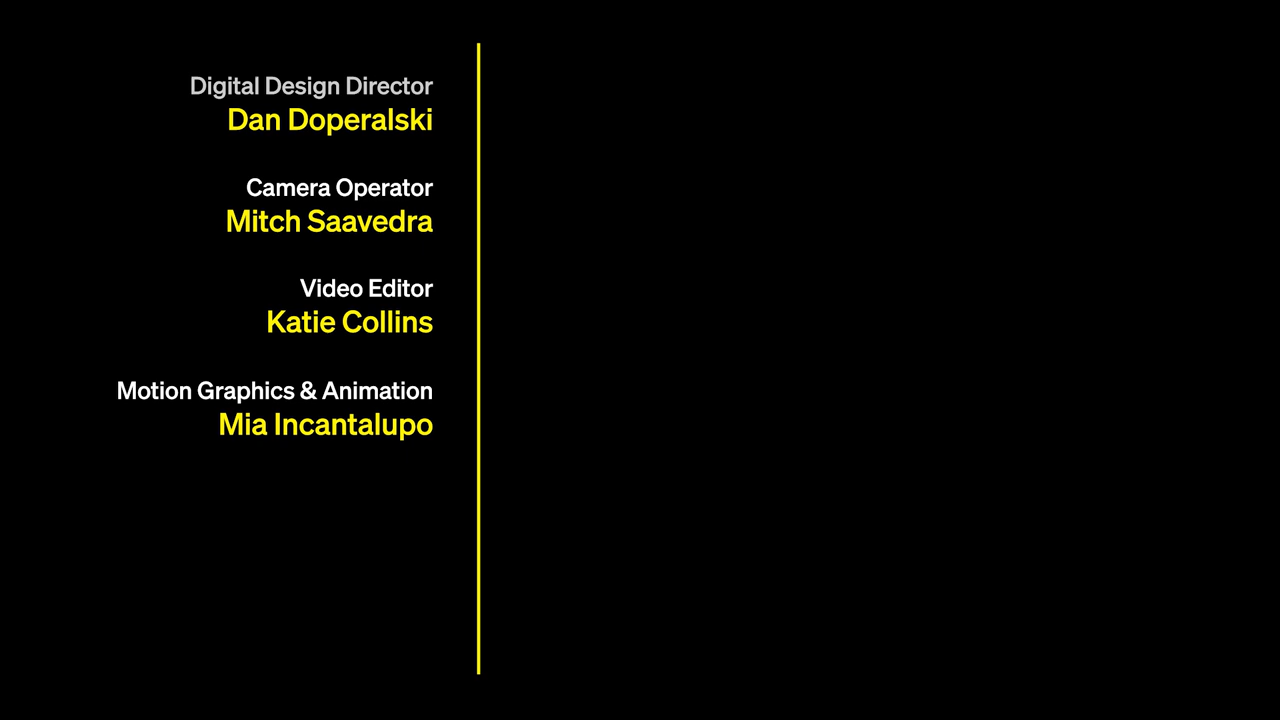 Digital Design Director
Dan Doperalski
Camera Operator
Mitch Saavedra
Video Editor
Katie Collins
Motion Graphics & Animation
Mia Incantalupo